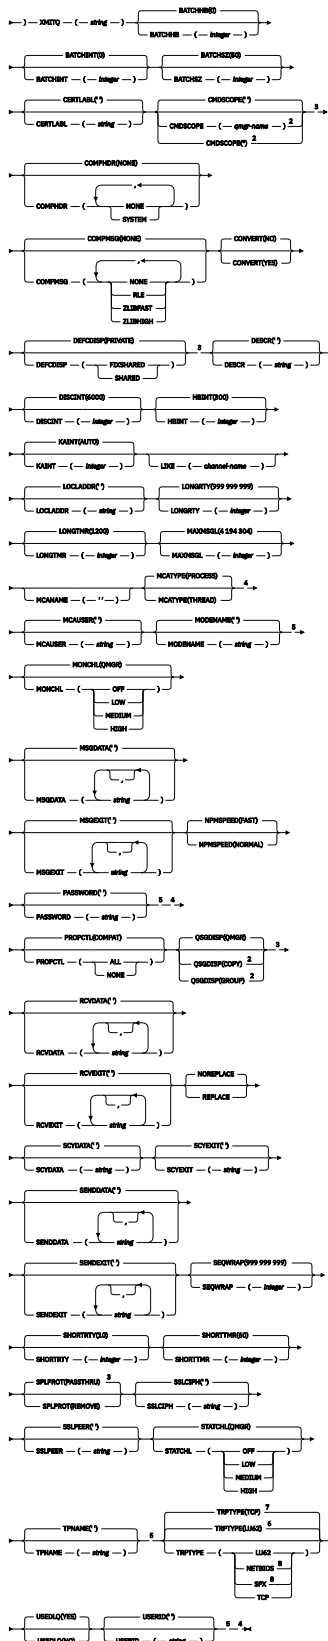 BATCHHB(0)
) XMITQ ( string ) BATCHHB ( integer )
BATCHINT(0) BATCHSZ(50)
BATCHINT ( integer ) BATCHSZ ( integer )
CERTLABL(' ') CMDSCOPE(' ') 3
CERTLABL ( string ) CMDSCOPE ( qmgr-name ) 2
CMDSCOPE(*) 2
COMPHDR(NONE)
,
COMPHDR ( NONE )
SYSTEM
COMPMSG(NONE) CONVERT(NO)
, CONVERT(YES)
COMPMSG ( NONE )
RLE
ZLIBFAST
ZLIBHIGH
DEFCDISP(PRIVATE) 3 DESCR(' ')
DEFCDISP ( FIXSHARED ) DESCR ( string )
SHARED
DISCINT(6000) HBINT(300)
DISCINT ( integer ) HBINT ( integer )
KAINT(AUTO)
KAINT ( integer ) LIKE ( channel-name )
LOCLADDR(' ') LONGRTY(999 999 999)
LOCLADDR ( string ) LONGRTY ( integer )
LONGTMR(1200) MAXMSGL(4 194 304)
LONGTMR ( integer ) MAXMSGL ( integer )
MCATYPE(PROCESS) 4
MCANAME ( ' ' ) MCATYPE(THREAD)
MCAUSER(' ') MODENAME(' ') 5
MCAUSER ( string ) MODENAME ( string )
MONCHL(QMGR)
MONCHL ( OFF )
LOW
MEDIUM
HIGH
MSGDATA(' ')
,
MSGDATA ( string )
MSGEXIT(' ') NPMSPEED(FAST)
, NPMSPEED(NORMAL)
MSGEXIT ( string )
PASSWORD(' ') 5 4
PASSWORD ( string )
PROPCTL(COMPAT) QSGDISP(QMGR) 3
PROPCTL ( ALL ) QSGDISP(COPY) 2
NONE QSGDISP(GROUP) 2
RCVDATA(' ')
,
RCVDATA ( string )
RCVEXIT(' ') NOREPLACE
, REPLACE
RCVEXIT ( string )
SCYDATA(' ') SCYEXIT(' ')
SCYDATA ( string ) SCYEXIT ( string )
SENDDATA(' ')
,
SENDDATA ( string )
SENDEXIT(' ') SEQWRAP(999 999 999)
, SEQWRAP ( integer )
SENDEXIT ( string )
SHORTRTY(10) SHORTTMR(60)
SHORTRTY ( integer ) SHORTTMR ( integer )
SPLPROT(PASSTHRU) 3 SSLCIPH(' ')
SPLPROT(REMOVE) SSLCIPH ( string )
SSLPEER(' ') STATCHL(QMGR)
SSLPEER ( string ) STATCHL ( OFF )
LOW
MEDIUM
HIGH
TRPTYPE(TCP) 7
TPNAME(' ') 5 TRPTYPE(LU62) 6
TPNAME ( string ) TRPTYPE ( LU62 )
NETBIOS 8
SPX 8
TCP
USEDLQ(YES) USERID(' ') 5 4
USEDLQ(NO) USERID ( string )